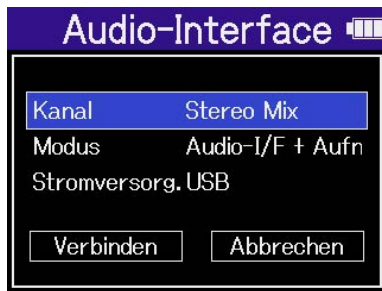 Audio-Interface
Kanal Stereo Mix
Modus Audio-I/F + Aufn
Stromversorg. USB
Verbinden Abbrechen